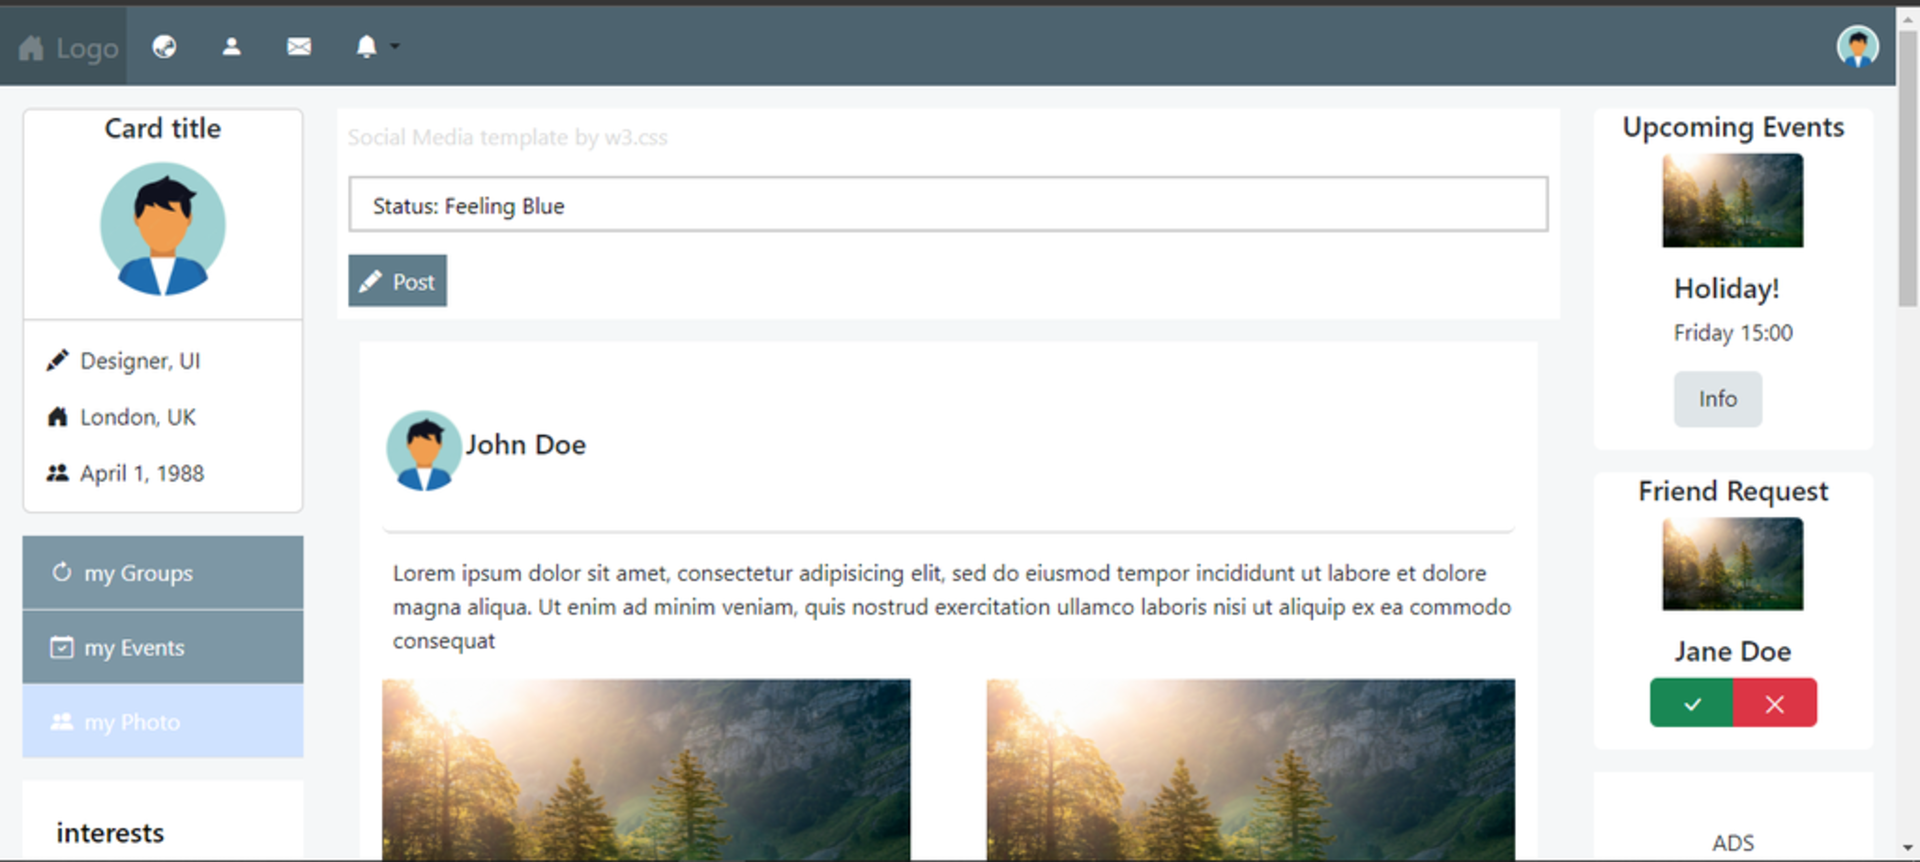 Logo
Card title
Designer, UI
London, UK
April 1, 1988
my Groups
my Events
my Photo
interests
Social Media template by w3.css
Status: Feeling Blue
Post
John Doe
Lorem ipsum dolor sit amet, consectetur adipisicing elit, sed do eiusmod tempor incididunt ut labore et dolore
magna aliqua. Ut enim ad minim veniam, quis nostrud exercitation ullamco laboris nisi ut aliquip ex ea commodo
consequat
Upcoming Events
Holiday!
Friday 15:00
Info
Friend Request
Jane Doe
ADS